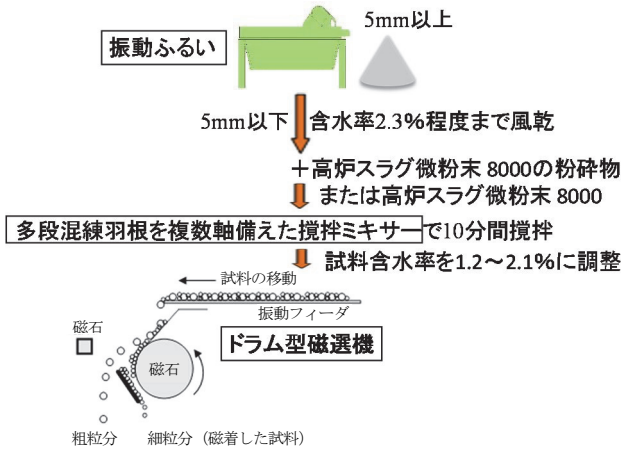 5mm以上
振動ふるい
5mm以下 含水率2.3%程度まで風乾
＋高炉スラグ微粉末 8000の粉砕物
または高炉スラグ微粉末 8000
多段混練羽根を複数軸備えた撹拌ミキサーで10分間撹拌
試料含水率を1.2～2.1%に調整
試料の移動
振動フィーダ
磁石
ドラム型磁選機
磁石
粗粒分 細粒分（磁着した試料）